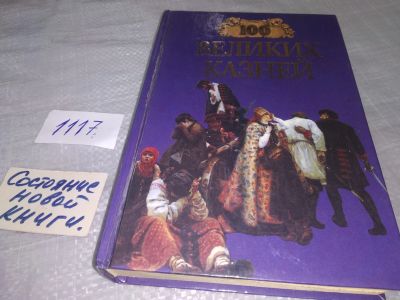 100
ВЕЛИКИХ
КАЗНЕЙ
1117
Состояние
новой
книги.